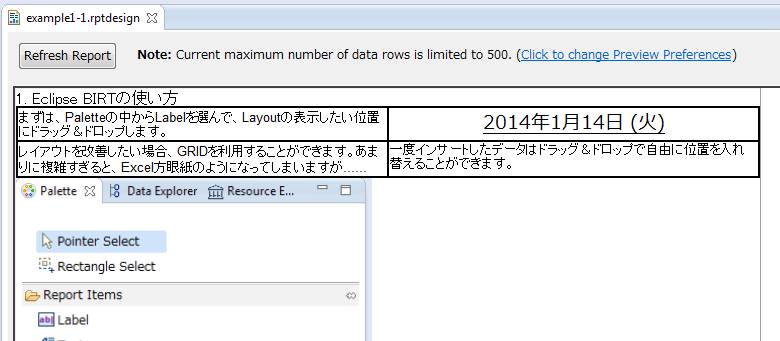 example1-1.rptdesign
Refresh Report
Note: Current maximum number of data rows is limited to 500. (Click to change Preview Preferences)
1. Eclipse BIRTの使い方
まずは、Paletteの中からLabelを選んで、Layoutの表示したい位置
にドラッグ＆ドロップします。
2014年1月14日 (火)
レイアウトを改善したい場合、GRIDを利用することができます。あま
りに複雑すぎると、Excel方眼紙のようになってしまいますが……
一度インサートしたデータはドラッグ＆ドロップで自由に位置を入れ
替えることができます。
Palette
Data Explorer
Resource E...
Pointer Select
Rectangle Select
Report Items
Label